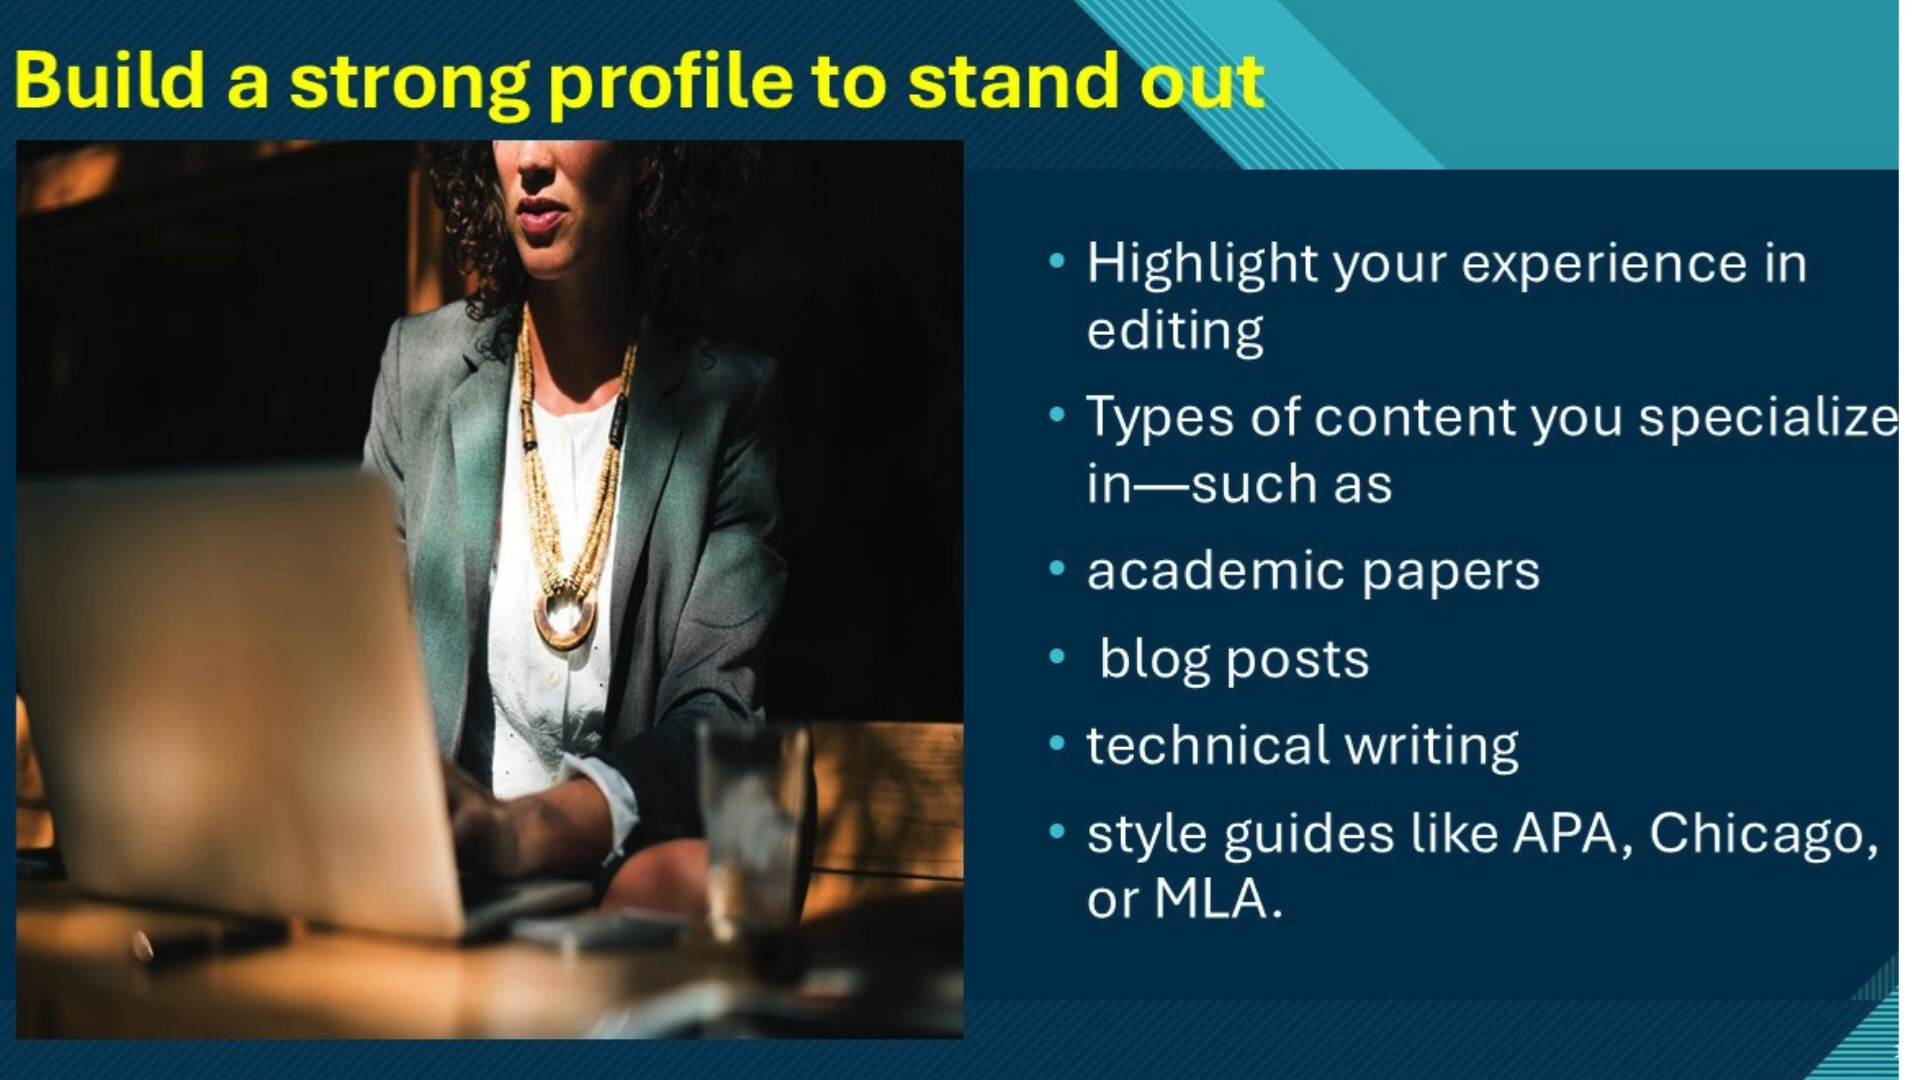 Build a strong profile to stand out
• Highlight your experience in
editing
• Types of content you specialize
in—such as
• academic papers
• blog posts
• technical writing
• style guides like APA, Chicago,
or MLA.